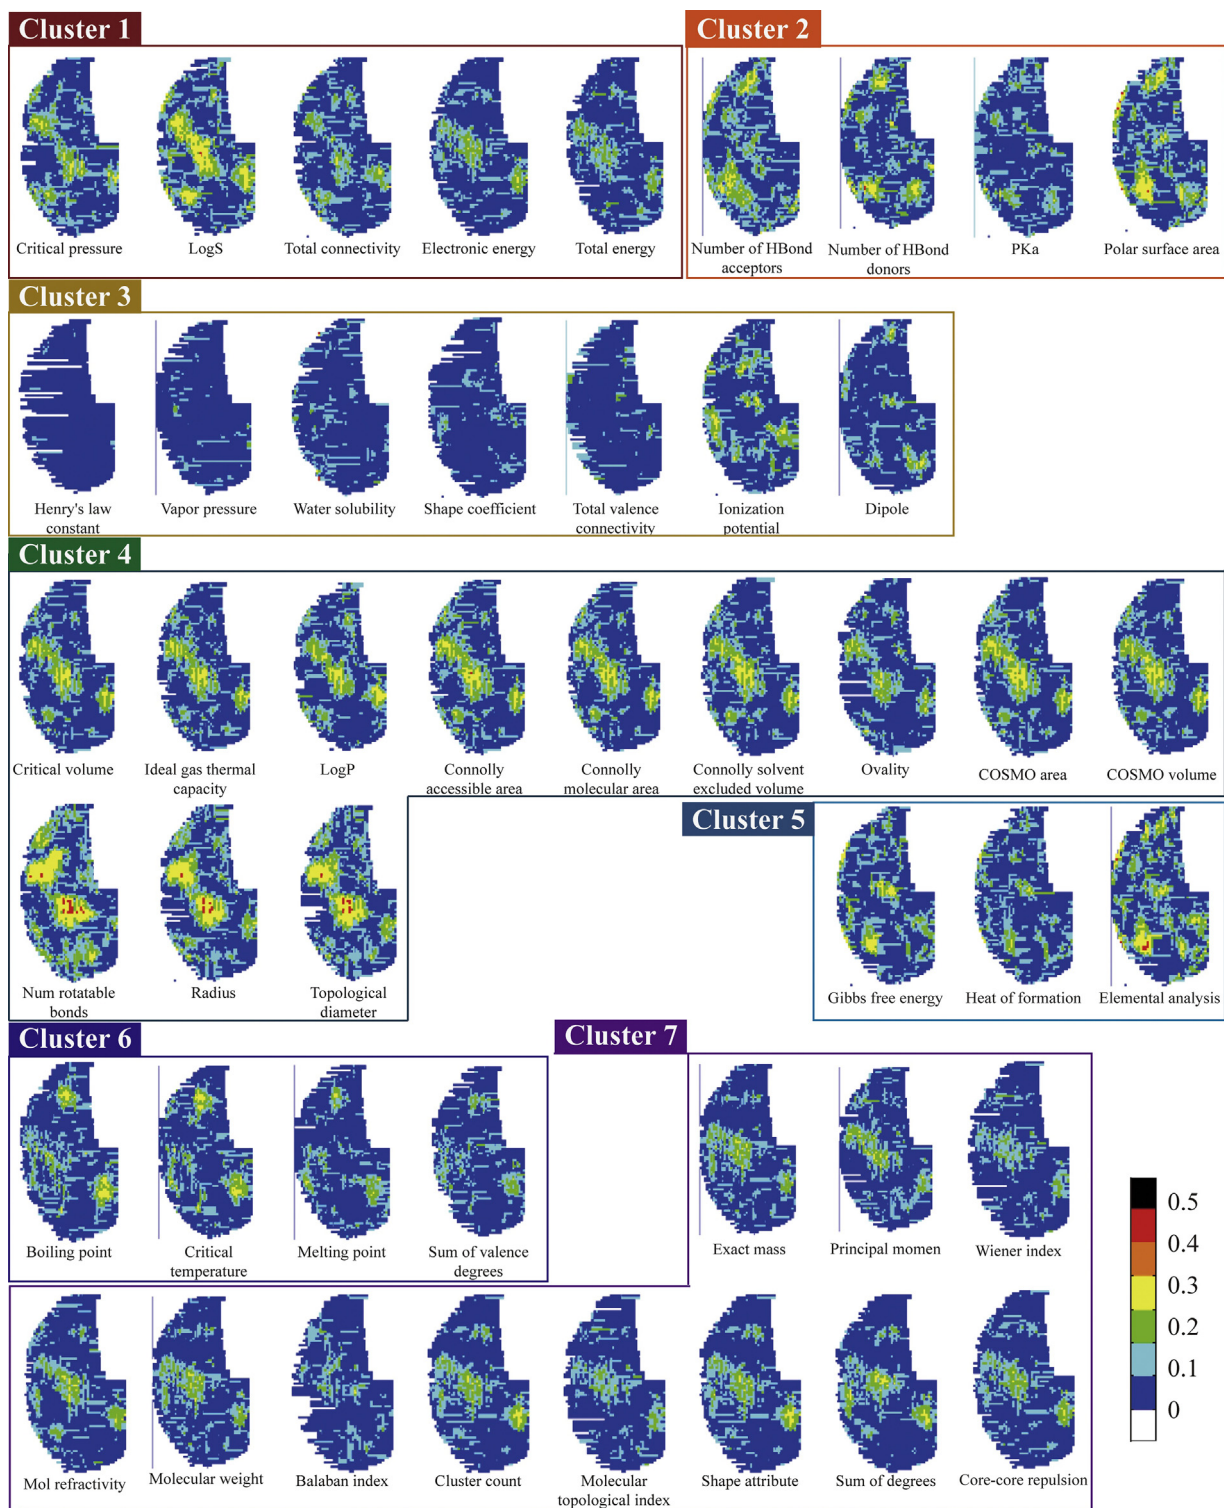 Cluster 1
Critical pressure
LogS
Total connectivity
Electronic energy
Total energy
Cluster 2
Number of HBond
acceptors
Number of HBond
donors
PKa
Polar surface area
Cluster 3
Henry's law
constant
Vapor pressure
Water solubility
Shape coefficient
Total valence
connectivity
Ionization
potential
Dipole
Cluster 4
Critical volume
Ideal gas thermal
capacity
LogP
Connolly
accessible area
Connolly
molecular area
Connolly solvent
excluded volume
Ovality
COSMO area
COSMO volume
Num rotatable
bonds
Radius
Topological
diameter
Cluster 5
Gibbs free energy
Heat of formation
Elemental analysis
Cluster 6
Boiling point
Critical
temperature
Melting point
Sum of valence
degrees
Cluster 7
Exact mass
Principal momen
Wiener index
Mol refractivity
Molecular weight
Balaban index
Cluster count
Molecular
topological index
Shape attribute
Sum of degrees
Core-core repulsion
0.5
0.4
0.3
0.2
0.1
0